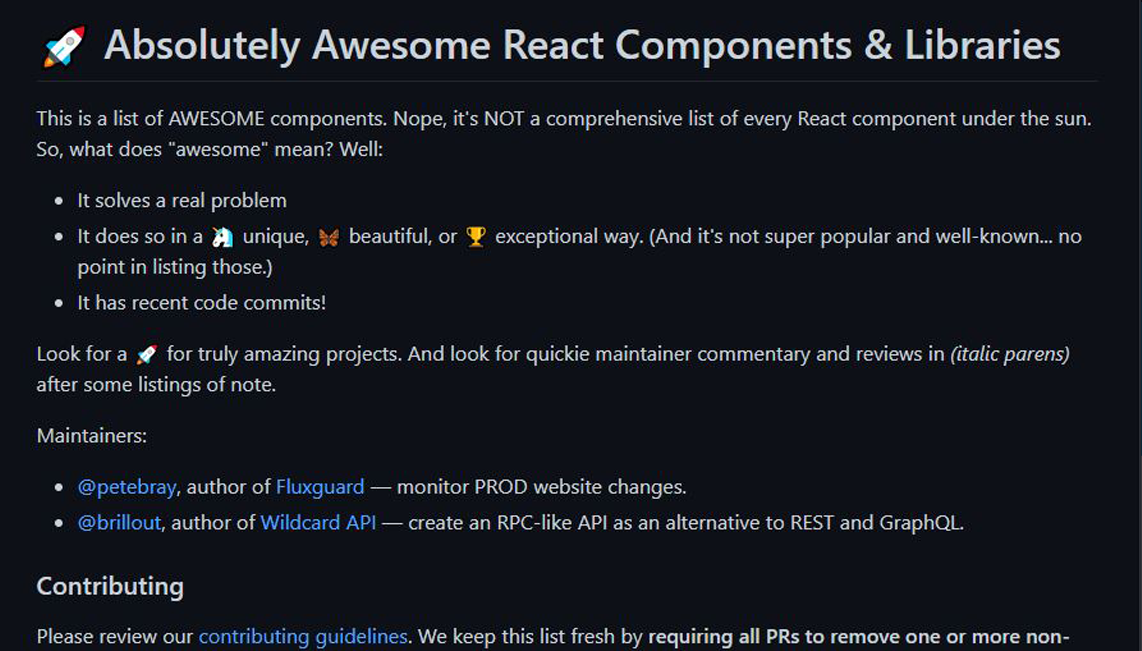 🚀 Absolutely Awesome React Components & Libraries
This is a list of AWESOME components. Nope, it's NOT a comprehensive list of every React component under the sun.
So, what does "awesome" mean? Well:
• It solves a real problem
• It does so in a 🦄 unique, 🦋 beautiful, or 🏆 exceptional way. (And it's not super popular and well-known... no
point in listing those.)
• It has recent code commits!
Look for a 🚀 for truly amazing projects. And look for quickie maintainer commentary and reviews in (italic parens)
after some listings of note.
Maintainers:
• @petebray, author of Fluxguard — monitor PROD website changes.
• @brillout, author of Wildcard API — create an RPC-like API as an alternative to REST and GraphQL.
Contributing
Please review our contributing guidelines. We keep this list fresh by requiring all PRs to remove one or more non-